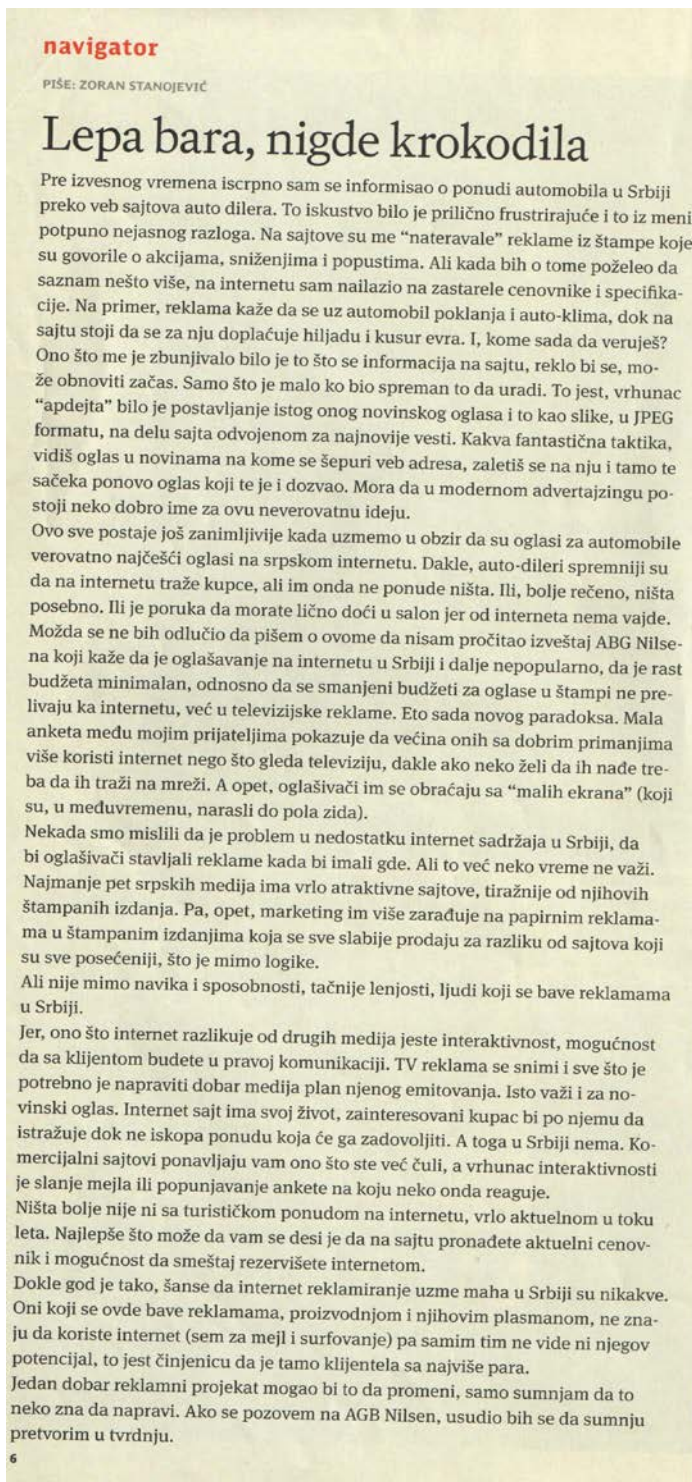 navigator
PIŠE: ZORAN STANOJEVIĆ
Lepa bara, nigde krokodila
Pre izvesnog vremena iscrpno sam se informisao o ponudi automobila u Srbiji
preko veb sajtova auto dilera. To iskustvo bilo je prilično frustrirajuće i to iz meni
potpuno nejasnog razloga. Na sajtove su me “nateravale” reklame iz štampe koje
su govorile o akcijama, sniženjima i popustima. Ali kada bih o tome poželeo da
saznam nešto više, na internetu sam nailazio na zastarele cenovnike i specifika-
cije. Na primer, reklama kaže da se uz automobil poklanja i auto-klima, dok na
sajtu stoji da se za nju doplaćuje hiljadu i kusur evra. I, kome sada da veruješ?
Ono što me je zbunjivalo bilo je to što se informacija na sajtu, reklo bi se, mo-
že obnoviti začas. Samo što je malo ko bio spreman to da uradi. To jest, vrhunac
“apdejta” bilo je postavljanje istog onog novinskog oglasa i to kao slike, u JPEG
formatu, na delu sajta odvojenom za najnovije vesti. Kakva fantastična taktika,
vidiš oglas u novinama na kome se šepuri veb adresa, zaletiš se na nju i tamo te
sačeka ponovo oglas koji te je i dozvao. Mora da u modernom advertajzingu po-
stoji neko dobro ime za ovu neverovatnu ideju.
Ovo sve postaje još zanimljivije kada uzmemo u obzir da su oglasi za automobile
verovatno najčešći oglasi na srpskom internetu. Dakle, auto-dileri spremniji su
da na internetu traže kupce, ali im onda ne ponude ništa. Ili, bolje rečeno, ništa
posebno. Ili je poruka da morate lično doći u salon jer od interneta nema vajde.
Možda se ne bih odlučio da pišem o ovome da nisam pročitao izveštaj ABG Nilse-
na koji kaže da je oglašavanje na internetu u Srbiji i dalje nepopularno, da je rast
budžeta minimalan, odnosno da se smanjeni budžeti za oglase u štampi ne pre-
livaju ka internetu, već u televizijske reklame. Eto sada novog paradoksa. Mala
anketa među mojim prijateljima pokazuje da većina onih sa dobrim primanjima
više koristi internet nego što gleda televiziju, dakle ako neko želi da ih nađe tre-
ba da ih traži na mreži. A opet, oglašivači im se obraćaju sa “malih ekrana” (koji
su, u međuvremenu, narasli do pola zida).
Nekada smo mislili da je problem u nedostatku internet sadržaja u Srbiji, da
bi oglašivači stavljali reklame kada bi imali gde. Ali to već neko vreme ne važi.
Najmanje pet srpskih medija ima vrlo atraktivne sajtove, tiražnije od njihovih
štampanih izdanja. Pa, opet, marketing im više zarađuje na papirnim reklama-
ma u štampanim izdanjima koja se sve slabije prodaju za razliku od sajtova koji
su sve posećeniji, što je mimo logike.
Ali nije mimo navika i sposobnosti, tačnije lenjosti, ljudi koji se bave reklamama
u Srbiji.
Jer, ono što internet razlikuje od drugih medija jeste interaktivnost, mogućnost
da sa klijentom budete u pravoj komunikaciji. TV reklama se snimi i sve što je
potrebno je napraviti dobar medija plan njenog emitovanja. Isto važi i za no-
vinski oglas. Internet sajt ima svoj život, zainteresovani kupac bi po njemu da
istražuje dok ne iskopa ponudu koja će ga zadovoljiti. A toga u Srbiji nema. Ko-
mercijalni sajtovi ponavljaju vam ono što ste već čuli, a vrhunac interaktivnosti
je slanje mejla ili popunjavanje ankete na koju neko onda reaguje.
Ništa bolje nije ni sa turističkom ponudom na internetu, vrlo aktuelnom u toku
leta. Najlepše što može da vam se desi je da na sajtu pronađete aktuelni cenov-
nik i mogućnost da smeštaj rezervišete internetom.
Dokle god je tako, šanse da internet reklamiranje uzme maha u Srbiji su nikakve.
Oni koji se ovde bave reklamama, proizvodnjom i njihovim plasmanom, ne zna-
ju da koriste internet (sem za mejl i surfovanje) pa samim tim ne vide ni njegov
potencijal, to jest činjenicu da je tamo klijentela sa najviše para.
Jedan dobar reklamni projekat mogao bi to da promeni, samo sumnjam da to
neko zna da napravi. Ako se pozovem na AGB Nilsen, usudio bih se da sumnju
pretvorim u tvrdnju.
6